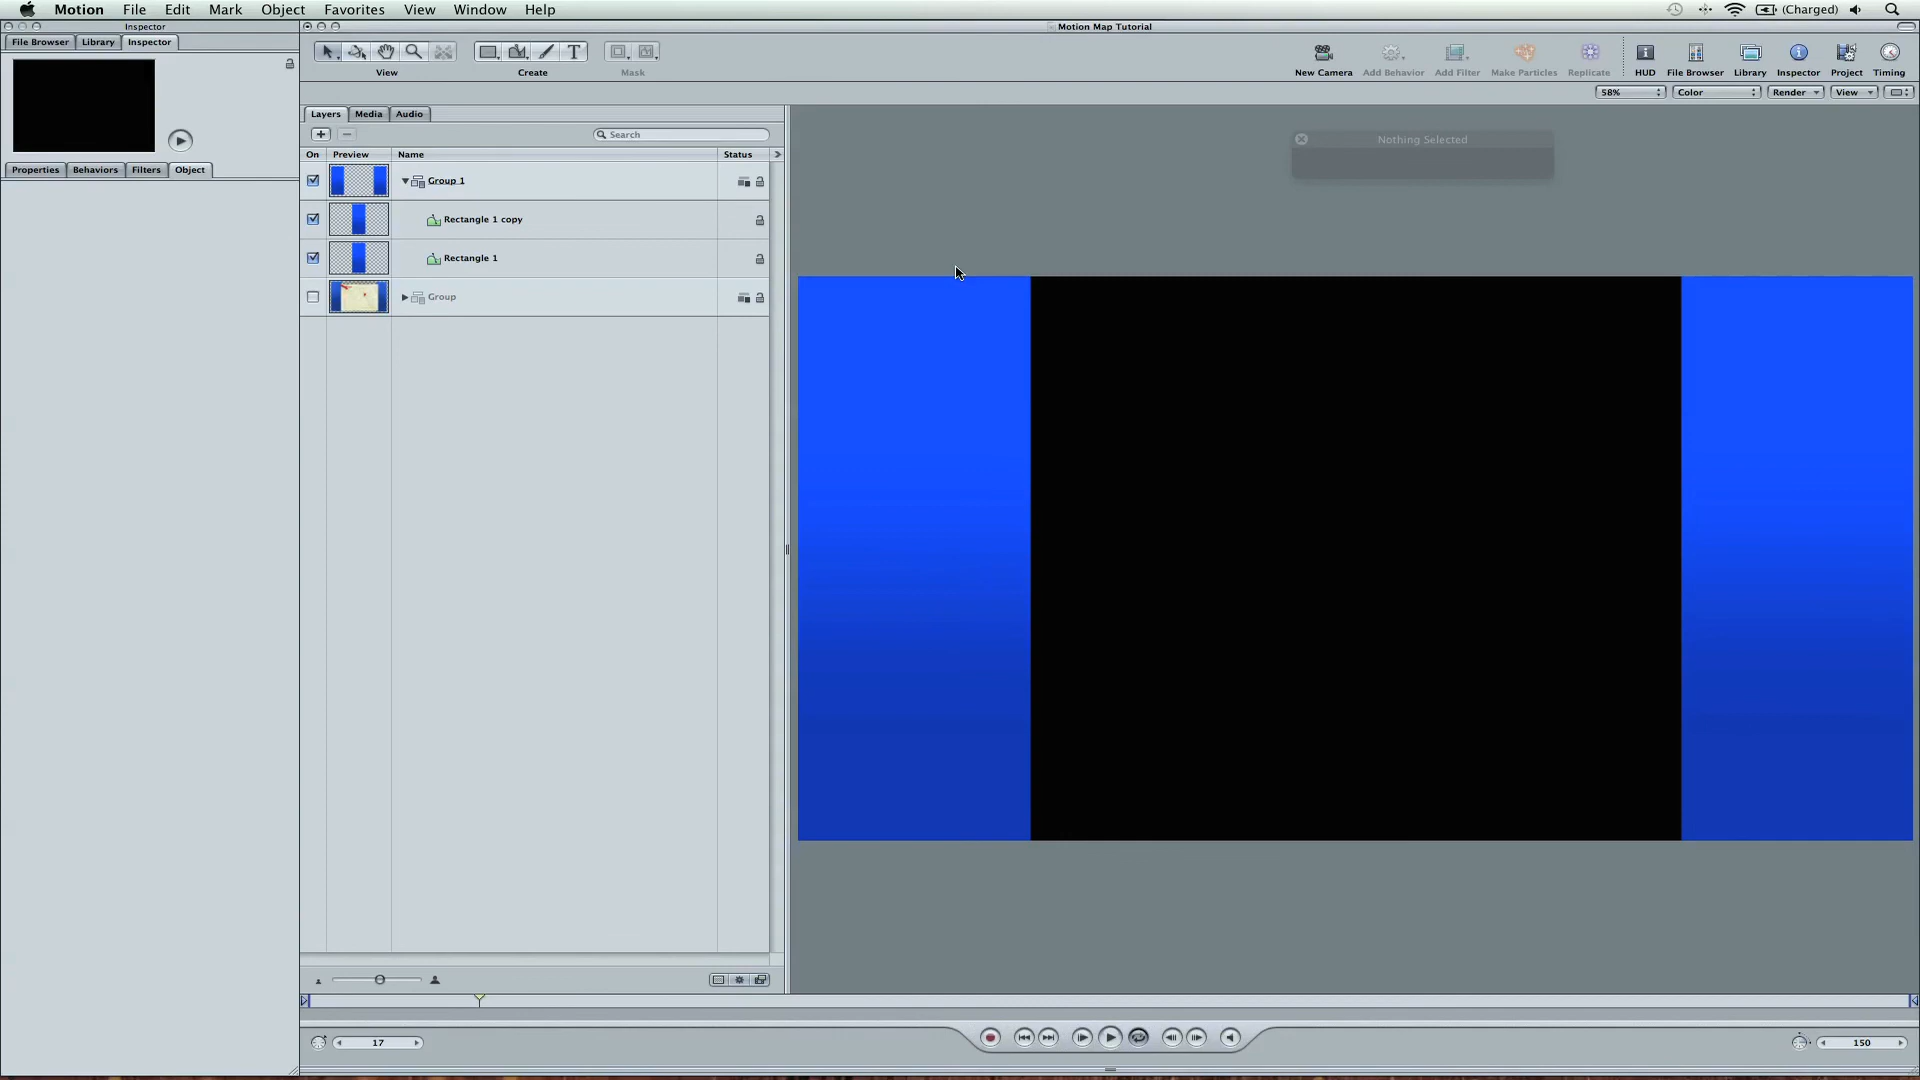 Motion File Edit Mark Object Favorites View Window Help (Charged)
Inspector
Motion Map Tutorial
File Browser Library Inspector
View Create Mask
New Camera Add Behavior Add Filter Make Particles Replicate HUD File Browser Library Inspector Project Timing
58% Color Render View
Layers Media Audio
Search
Nothing Selected
On Preview Name Status
Properties Behaviors Filters Object
Group 1
Rectangle 1 copy
Rectangle 1
Group
17
150